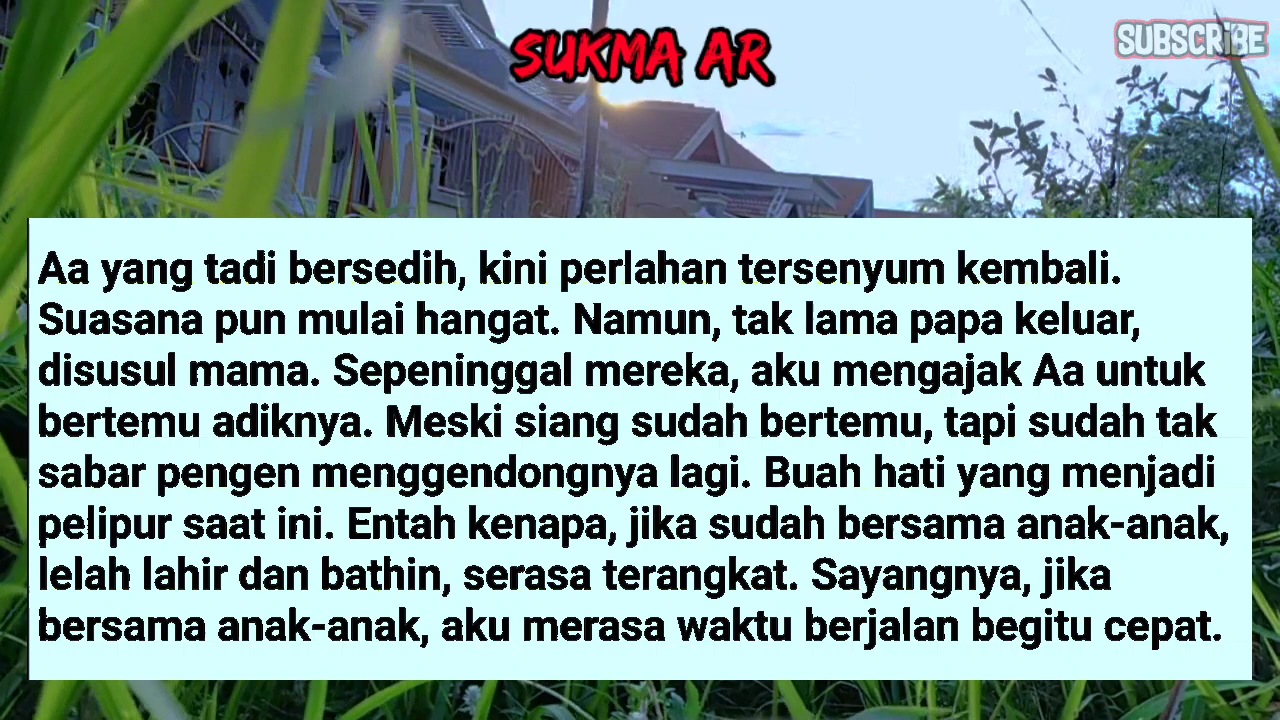 SUKMA AR
SUBSCRIBE
Aa yang tadi bersedih, kini perlahan tersenyum kembali.
Suasana pun mulai hangat. Namun, tak lama papa keluar,
disusul mama. Sepeninggal mereka, aku mengajak Aa untuk
bertemu adiknya. Meski siang sudah bertemu, tapi sudah tak
sabar pengen menggendongnya lagi. Buah hati yang menjadi
pelipur saat ini. Entah kenapa, jika sudah bersama anak-anak,
lelah lahir dan bathin, serasa terangkat. Sayangnya, jika
bersama anak-anak, aku merasa waktu berjalan begitu cepat.